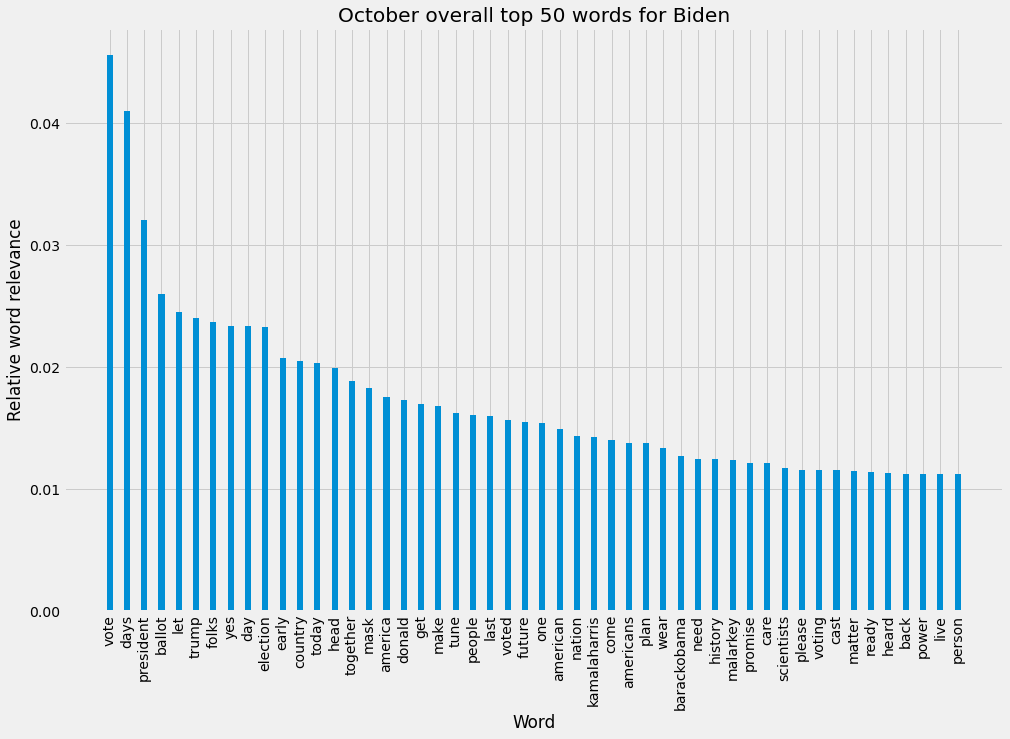 October overall top 50 words for Biden
Relative word relevance
0.04
0.03
0.02
0.01
0.00
vote
days
president
ballot
let
trump
folks
yes
day
election
early
country
today
head
together
mask
america
donald
get
make
tune
people
last
voted
future
one
american
nation
kamalaharris
come
americans
plan
wear
barackobama
need
history
malarkey
promise
care
scientists
please
voting
cast
matter
ready
heard
back
power
live
person
Word